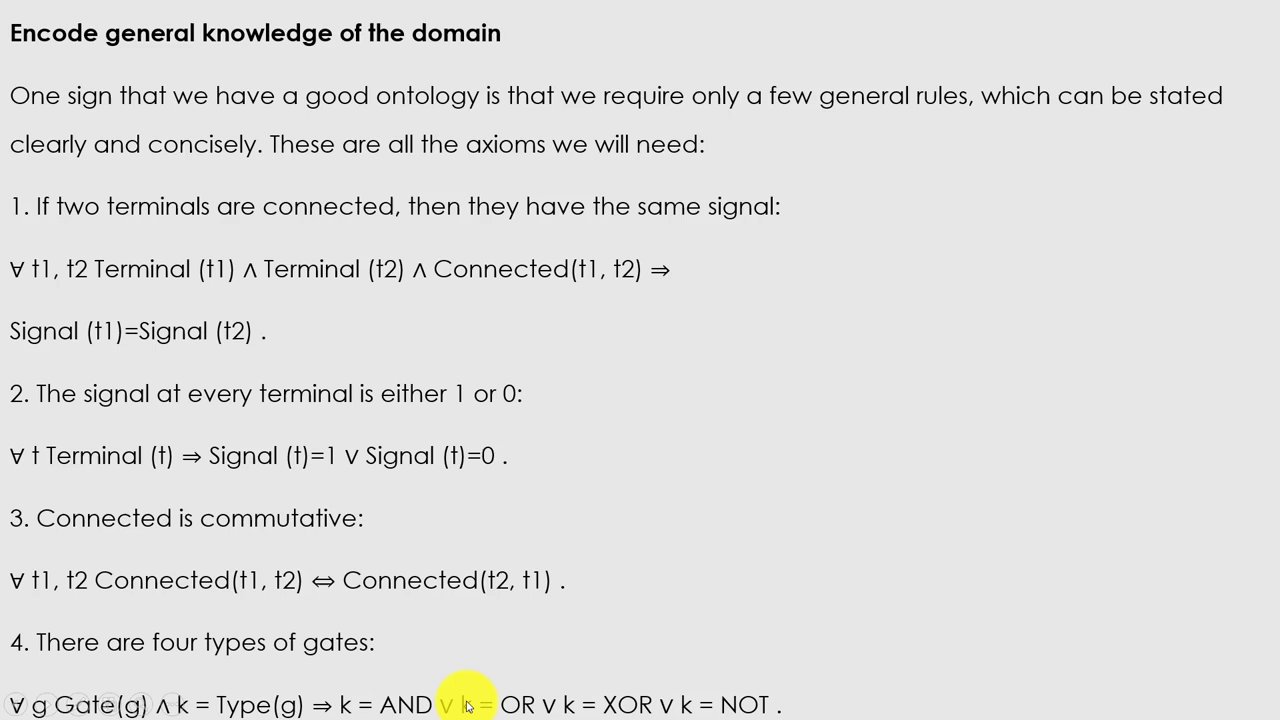 Encode general knowledge of the domain
One sign that we have a good ontology is that we require only a few general rules, which can be stated
clearly and concisely. These are all the axioms we will need:
1. If two terminals are connected, then they have the same signal:
∀ t1, t2 Terminal (t1) ∧ Terminal (t2) ∧ Connected(t1, t2) ⇒
Signal (t1)=Signal (t2) .
2. The signal at every terminal is either 1 or 0:
∀ t Terminal (t) ⇒ Signal (t)=1 ∨ Signal (t)=0 .
3. Connected is commutative:
∀ t1, t2 Connected(t1, t2) ⇔ Connected(t2, t1) .
4. There are four types of gates:
∀ g Gate(g) ∧ k = Type(g) ⇒ k = AND ∨ k = OR ∨ k = XOR ∨ k = NOT .